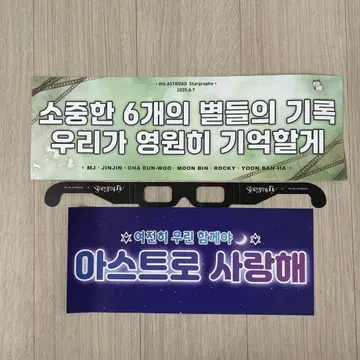 · 4th ASTROAD Stargraphy ·
2025.6.7
소중한 6개의 별들의 기록
우리가 영원히 기억할게
· MJ · JINJIN · CHA EUN-WOO · MOON BIN · ROCKY · YOON SAN-HA ·
여전히 우린 함께야
아스트로 사랑해